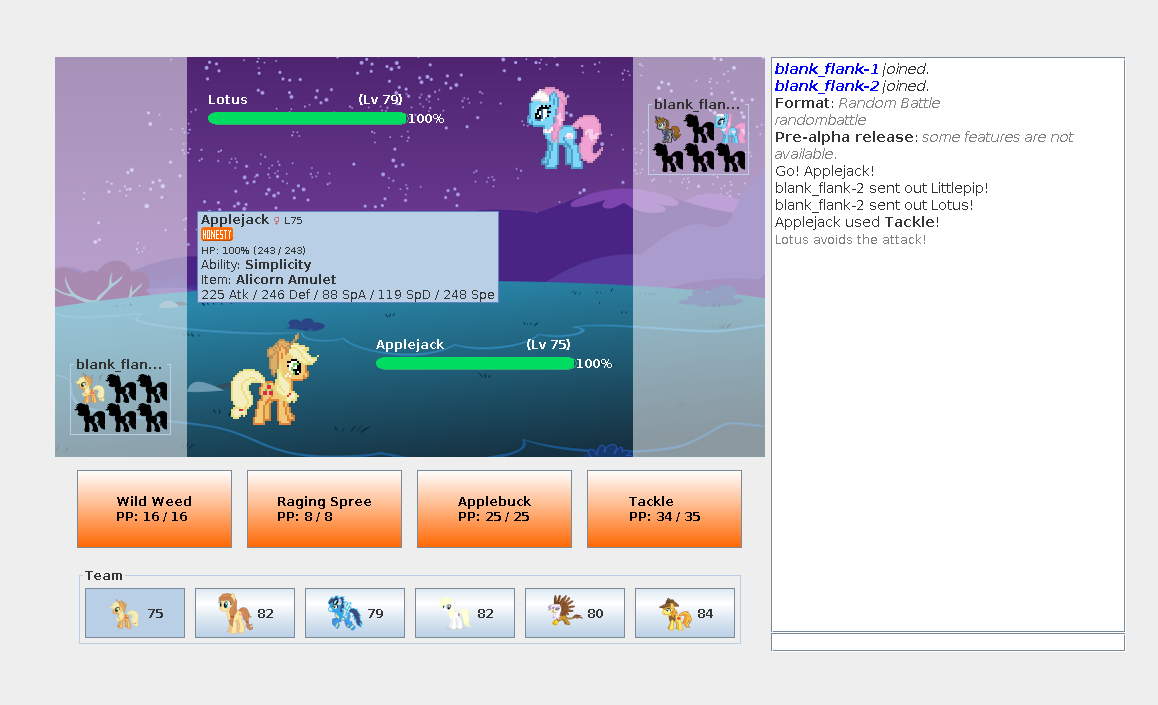 Lotus (Lv 79)
100%
blank_flan...
Applejack ♀ L75
HONESTY
HP: 100% (243 / 243)
Ability: Simplicity
Item: Alicorn Amulet
225 Atk / 246 Def / 88 SpA / 119 SpD / 248 Spe
Applejack (Lv 75)
100%
blank_flan...
Wild Weed
PP: 16 / 16
Raging Spree
PP: 8 / 8
Applebuck
PP: 25 / 25
Tackle
PP: 34 / 35
Team
75
82
79
82
80
84
blank_flank-1 joined.
blank_flank-2 joined.
Format: Random Battle
randombattle
Pre-alpha release: some features are not
available.
Go! Applejack!
blank_flank-2 sent out Littlepip!
blank_flank-2 sent out Lotus!
Applejack used Tackle!
Lotus avoids the attack!